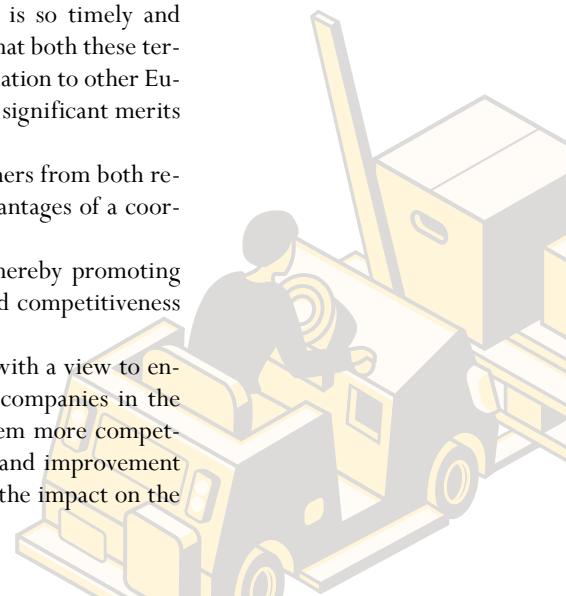 is so timely and
hat both these ter-
ation to other Eu-
significant merits
ners from both re-
antages of a coor-
hereby promoting
d competitiveness
with a view to en-
companies in the
em more compet-
and improvement
the impact on the